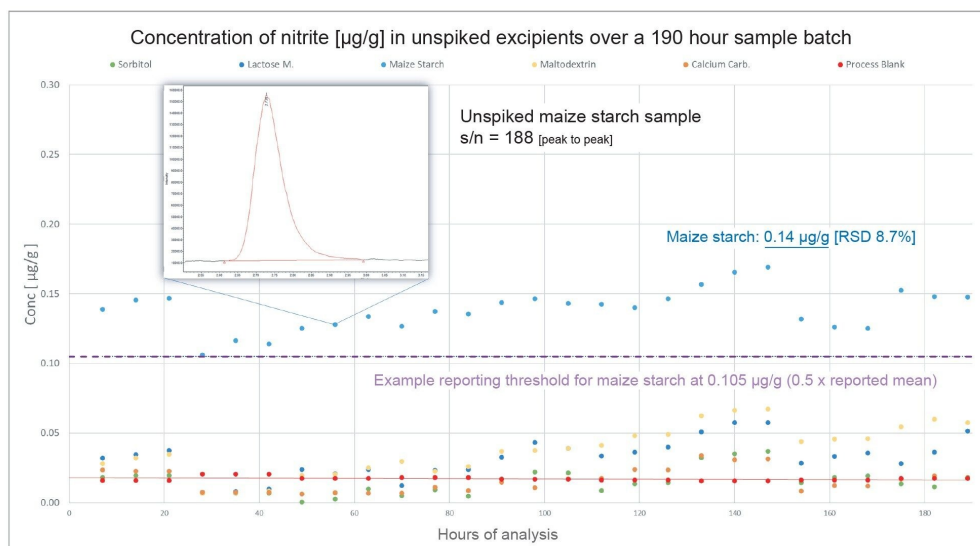 Concentration of nitrite [µg/g] in unspiked excipients over a 190 hour sample batch
Sorbitol
Lactose M.
Maize Starch
Maltodextrin
Calcium Carb.
Process Blank
0.30
0.25
0.20
0.15
0.10
0.05
0.00
Conc [ µg/g ]
Unspiked maize starch sample
s/n = 188 [peak to peak]
Maize starch: 0.14 µg/g [RSD 8.7%]
Example reporting threshold for maize starch at 0.105 µg/g (0.5 x reported mean)
0 20 40 60 80 100 120 140 160 180
Hours of analysis